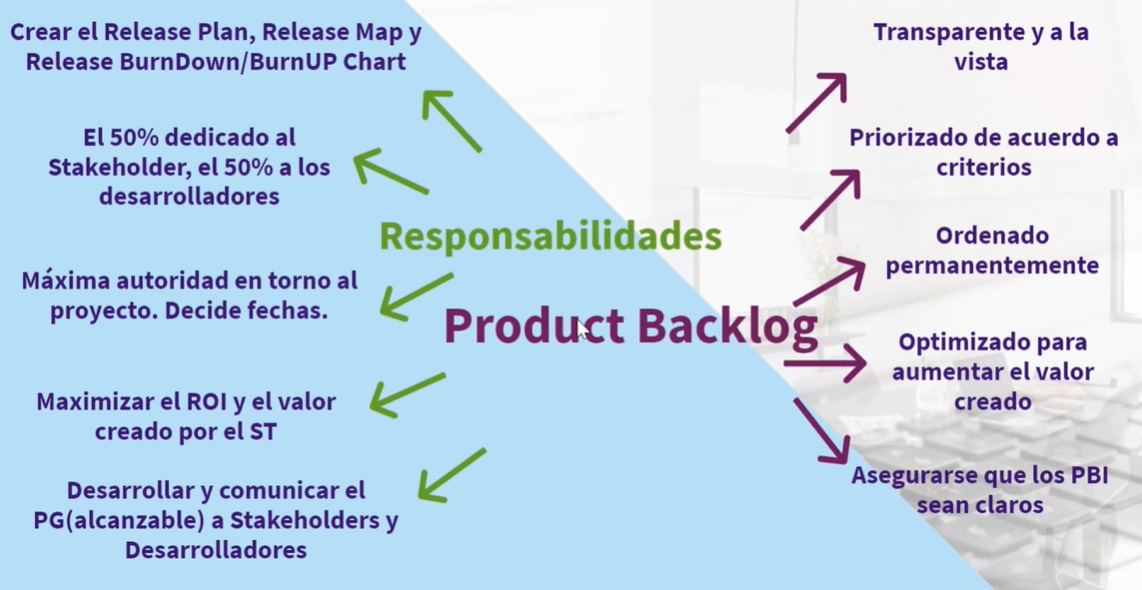 Crear el Release Plan, Release Map y
Release BurnDown/BurnUP Chart
El 50% dedicado al
Stakeholder, el 50% a los
desarrolladores
Máxima autoridad en torno al
proyecto. Decide fechas.
Maximizar el ROI y el valor
creado por el ST
Desarrollar y comunicar el
PG(alcanzable) a Stakeholders y
Desarrolladores
Responsabilidades
Product Backlog
Transparente y a la
vista
Priorizado de acuerdo a
criterios
Ordenado
permanentemente
Optimizado para
aumentar el valor
creado
Asegurarse que los PBI
sean claros